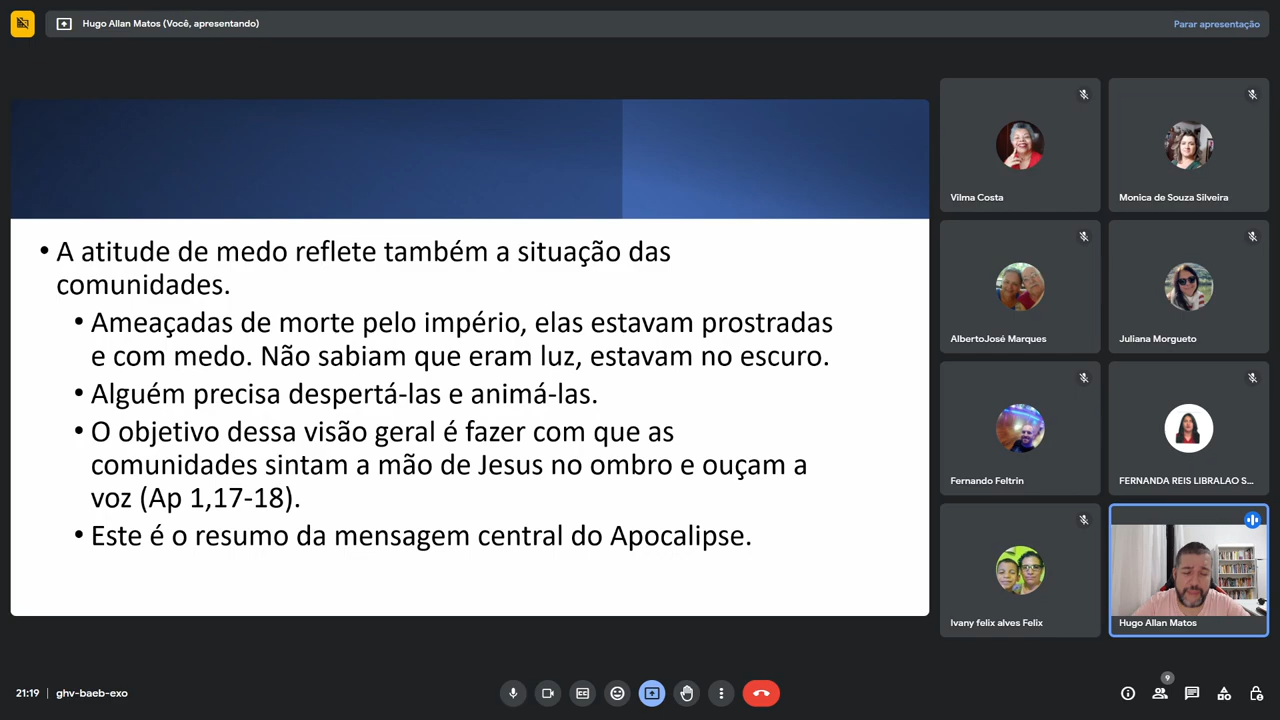 Hugo Allan Matos (Você, apresentando)
Parar apresentação
• A atitude de medo reflete também a situação das
comunidades.
• Ameaçadas de morte pelo império, elas estavam prostradas
e com medo. Não sabiam que eram luz, estavam no escuro.
• Alguém precisa despertá-las e animá-las.
• O objetivo dessa visão geral é fazer com que as
comunidades sintam a mão de Jesus no ombro e ouçam a
voz (Ap 1,17-18).
• Este é o resumo da mensagem central do Apocalipse.
Vilma Costa
Monica de Souza Silveira
AlbertoJosé Marques
Juliana Morgueto
Fernando Feltrin
FERNANDA REIS LIBRALAO S...
Ivany felix alves Felix
Hugo Allan Matos
21:19 | ghv-baeb-exo
9